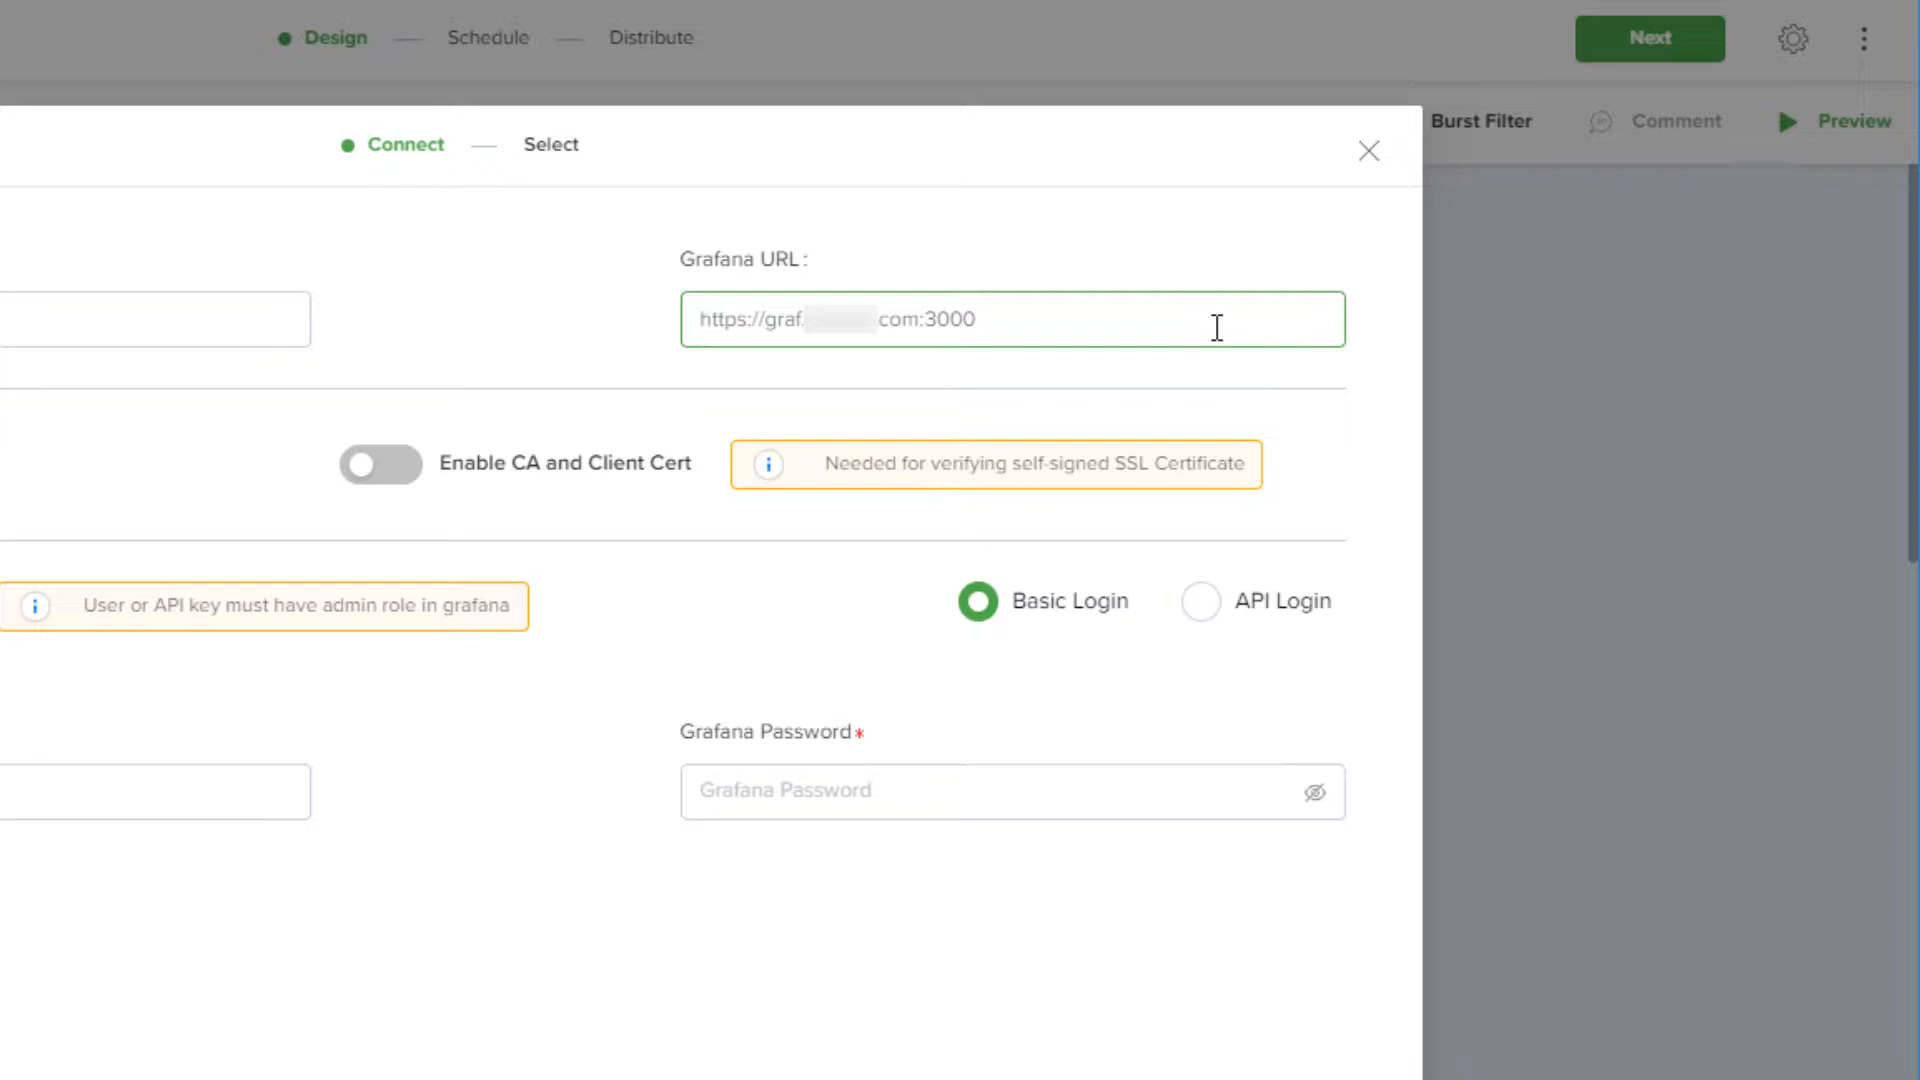 Design Schedule Distribute Next
Burst Filter Comment Preview
Connect Select
Grafana URL:
https://graf. com:3000
Enable CA and Client Cert Needed for verifying self-signed SSL Certificate
User or API key must have admin role in grafana Basic Login API Login
Grafana Password*
Grafana Password